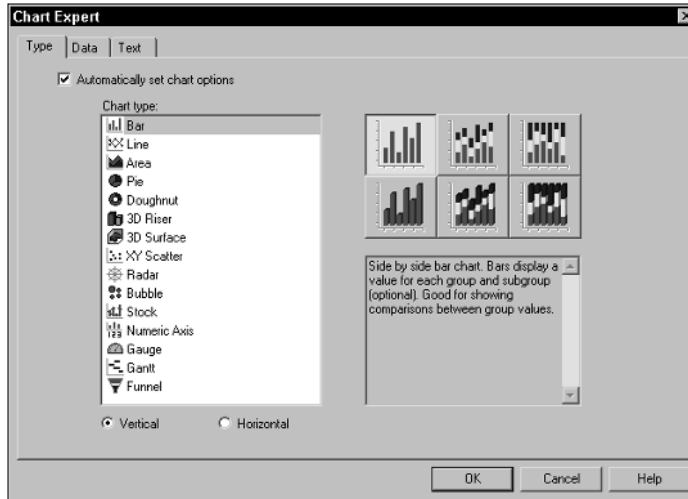 Chart Expert
Type
Data
Text
Automatically set chart options
Chart type:
Bar
Line
Area
Pie
Doughnut
3D Riser
3D Surface
XY Scatter
Radar
Bubble
Stock
Numeric Axis
Gauge
Gantt
Funnel
Side by side bar chart. Bars display a
value for each group and subgroup
(optional). Good for showing
comparisons between group values.
Vertical
Horizontal
OK
Cancel
Help